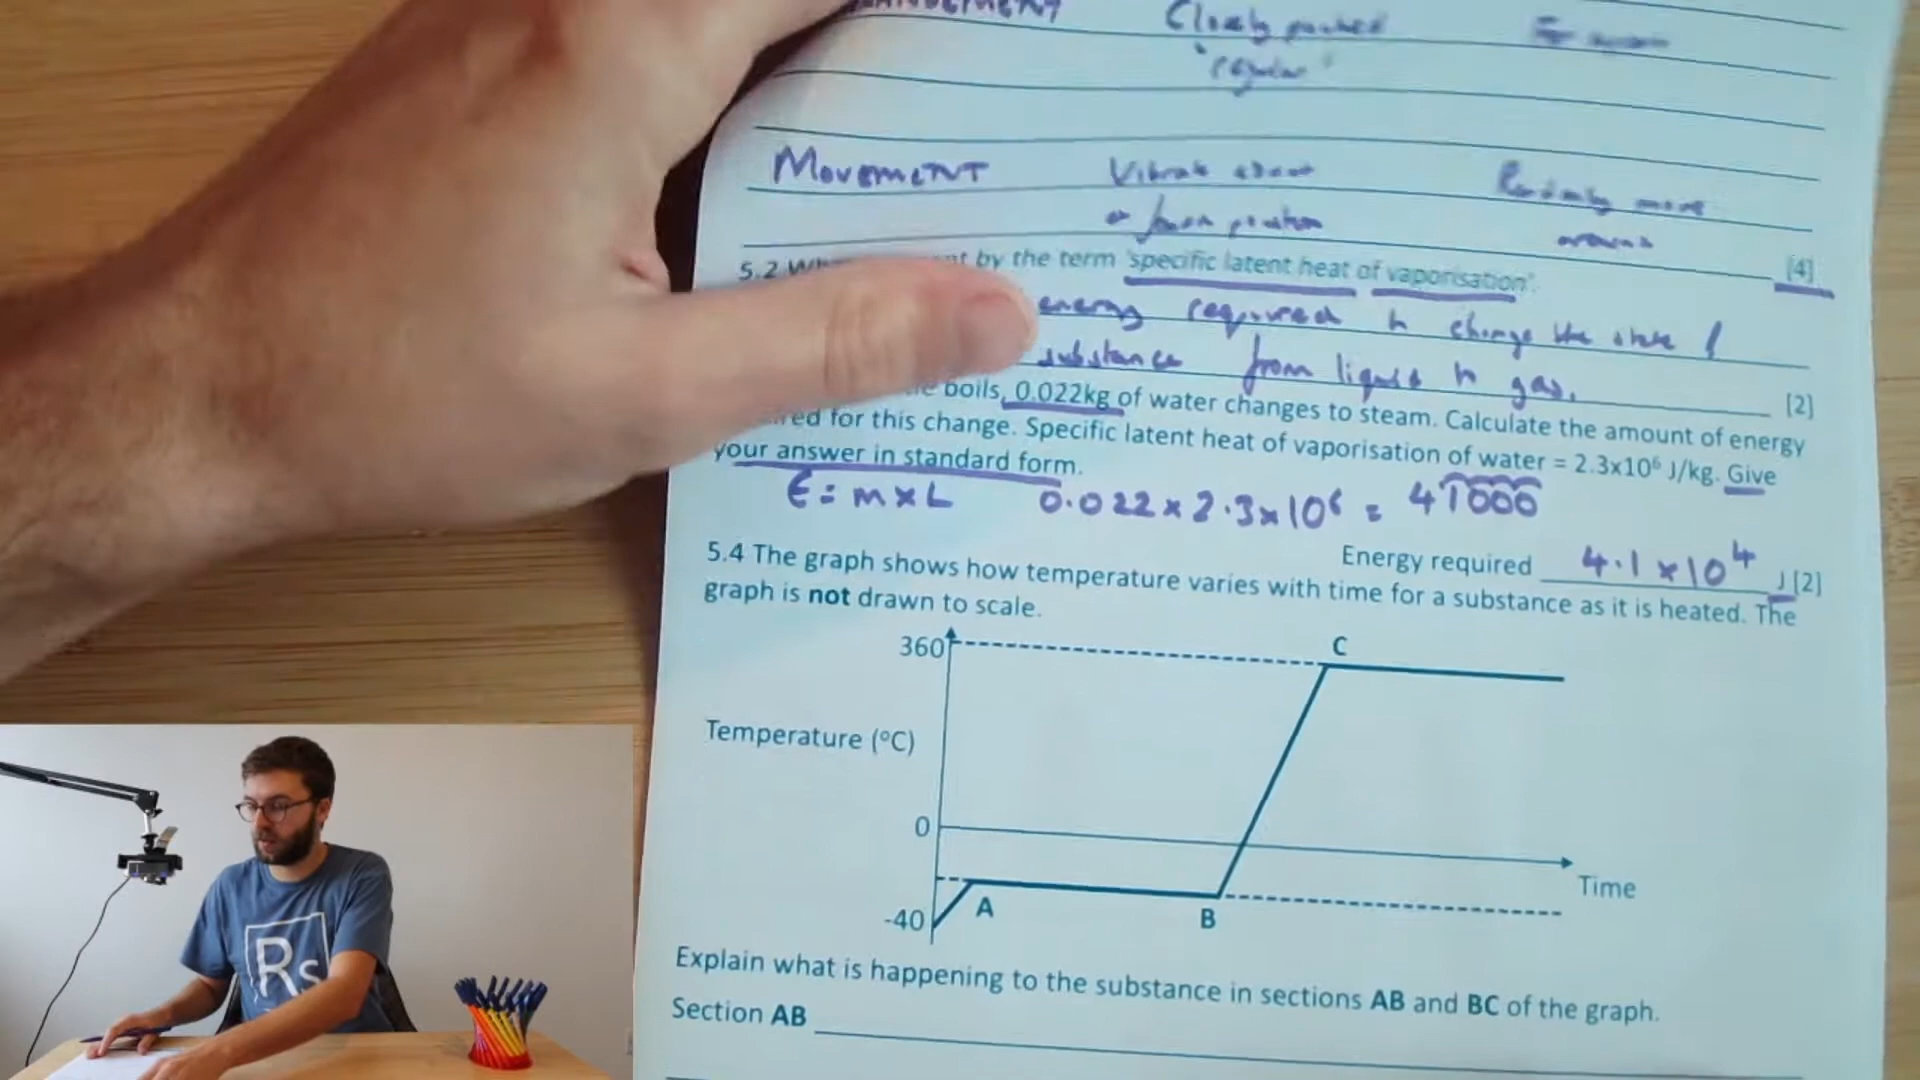 Closely packed
'regular'
MOVEMENT Vibrate about Randomly move
a fixed position around
[4]
5.2 by the term 'specific latent heat of vaporisation'.
energy required to change the state of
substance from liquid to gas.
[2]
boils, 0.022kg of water changes to steam. Calculate the amount of energy
for this change. Specific latent heat of vaporisation of water = 2.3x10⁶ J/kg. Give
your answer in standard form.
E = m x L 0.022 x 2.3 x 10⁶ = 41000
Energy required 4.1 x 10⁴ J [2]
5.4 The graph shows how temperature varies with time for a substance as it is heated. The
graph is not drawn to scale.
360
C
Temperature (°C)
0
Time
A
B
-40
Explain what is happening to the substance in sections AB and BC of the graph.
Section AB
Rs